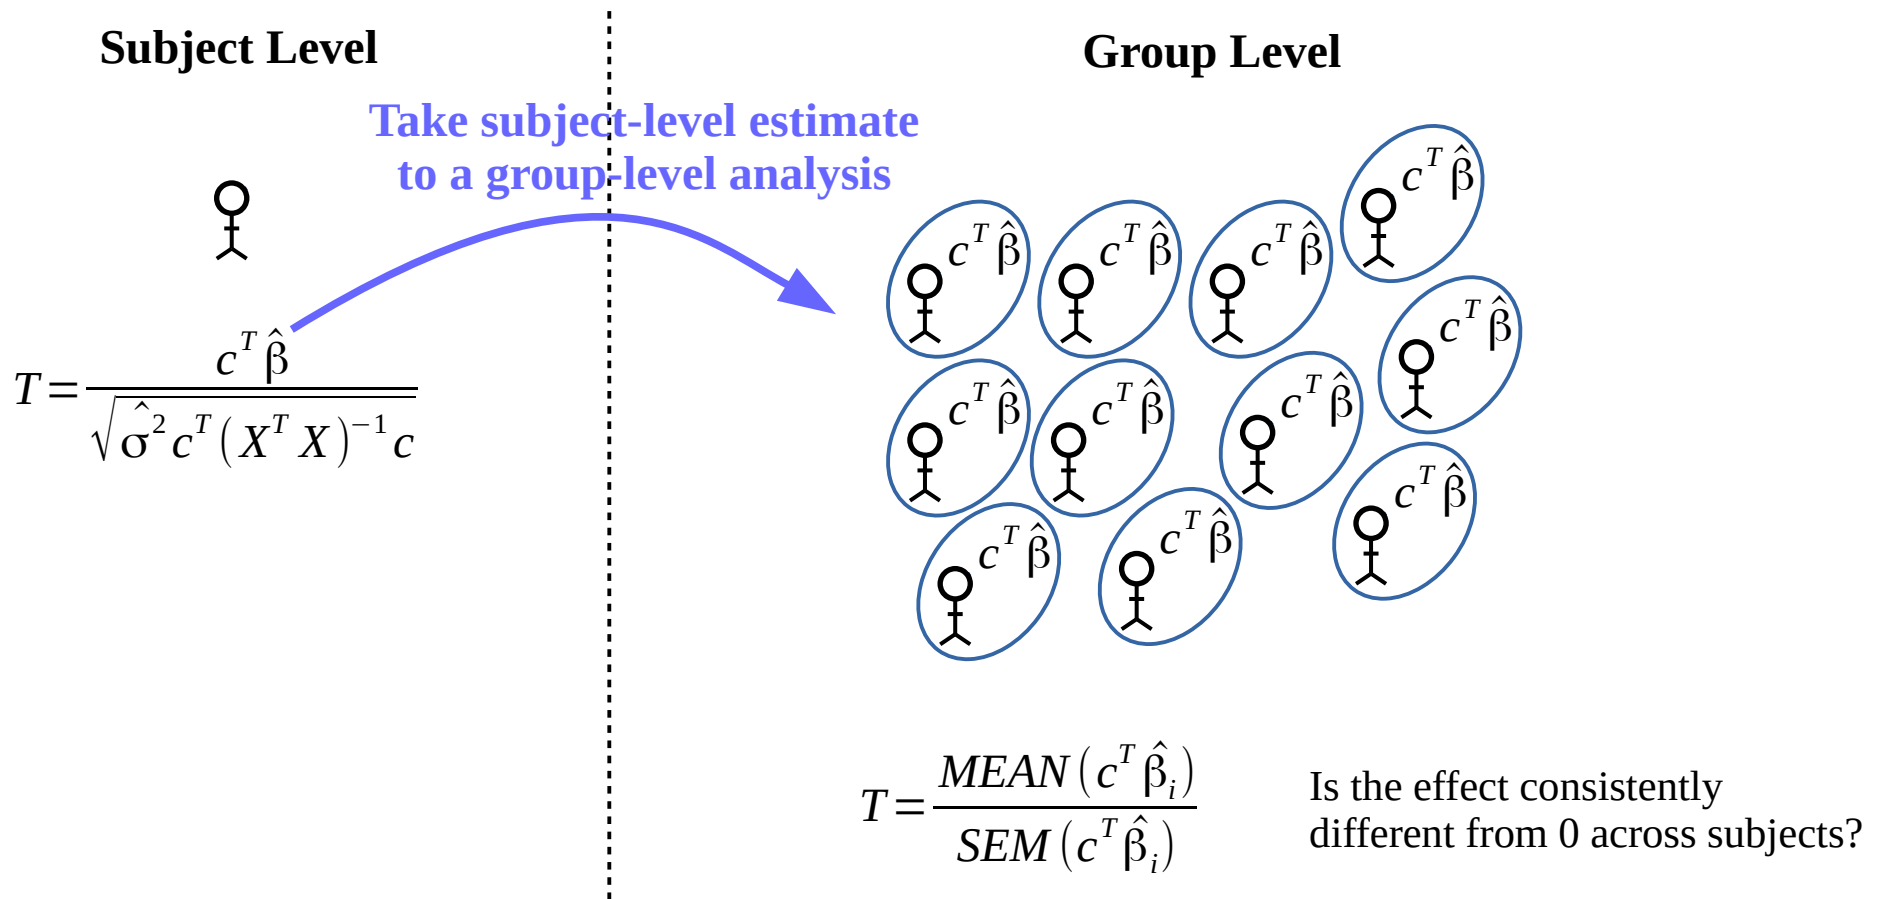 Subject Level
Group Level
Take subject-level estimate
to a group-level analysis
c^T β̂
c^T β̂
c^T β̂
c^T β̂
c^T β̂
T = c^T β̂ / √(σ̂² c^T (X^T X)^−1 c)
c^T β̂
c^T β̂
c^T β̂
c^T β̂
c^T β̂
c^T β̂
T = MEAN (c^T β̂_i) / SEM (c^T β̂_i)
Is the effect consistently
different from 0 across subjects?